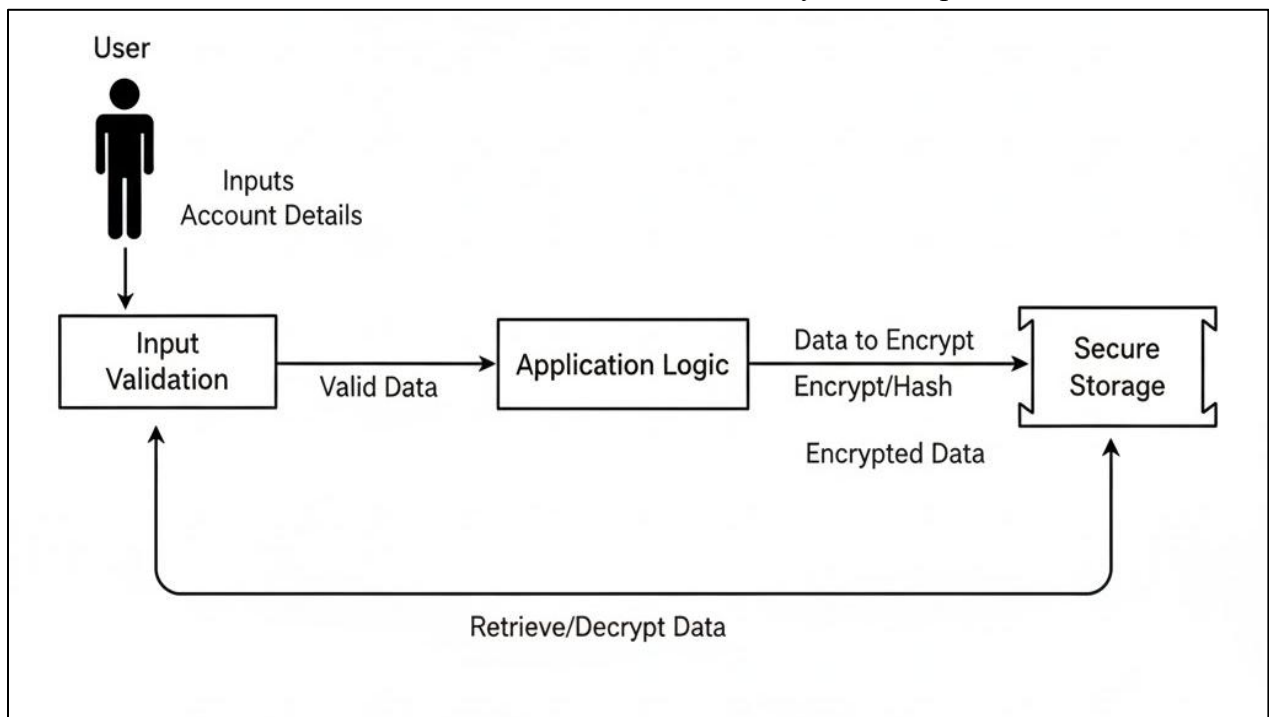 User
Inputs
Account Details
Input
Validation
Valid Data
Application Logic
Data to Encrypt
Encrypt/Hash
Secure
Storage
Encrypted Data
Retrieve/Decrypt Data